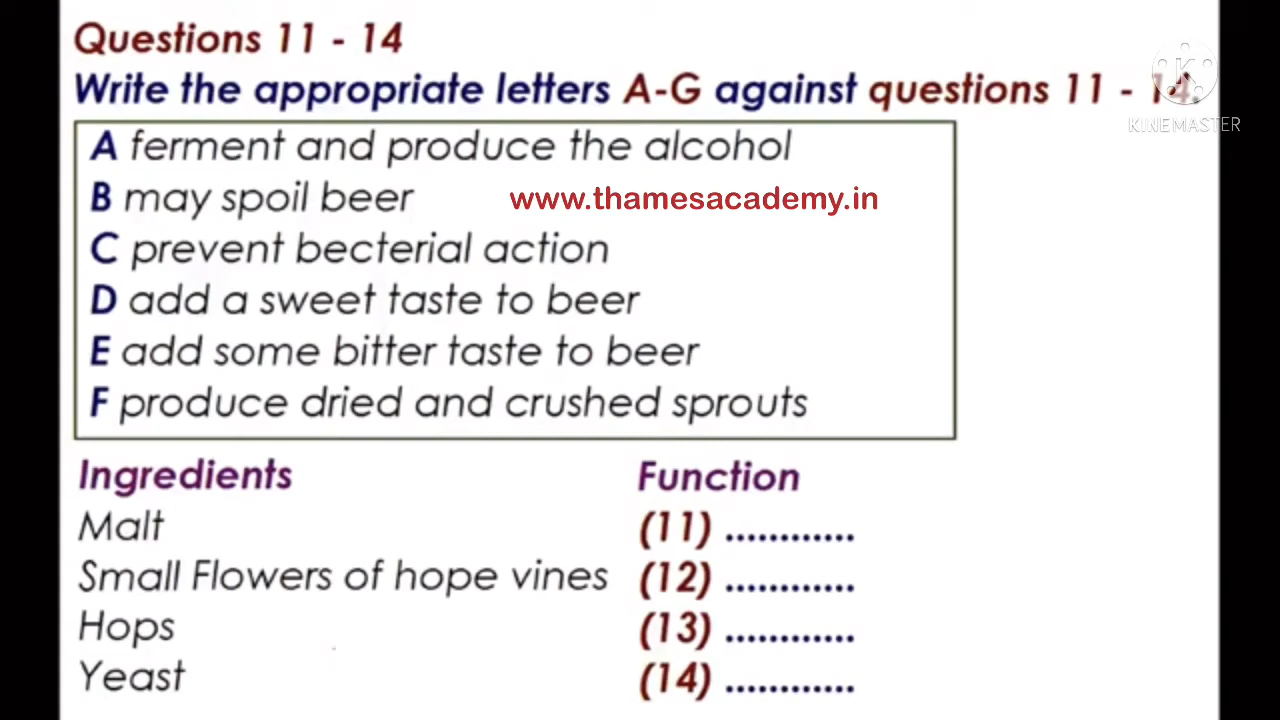 Questions 11 - 14
Write the appropriate letters A-G against questions 11 - 14.
KINEMASTER
A ferment and produce the alcohol
B may spoil beer
www.thamesacademy.in
C prevent becterial action
D add a sweet taste to beer
E add some bitter taste to beer
F produce dried and crushed sprouts
Ingredients Function
Malt (11) ............
Small Flowers of hope vines (12) ............
Hops (13) ............
Yeast (14) ............